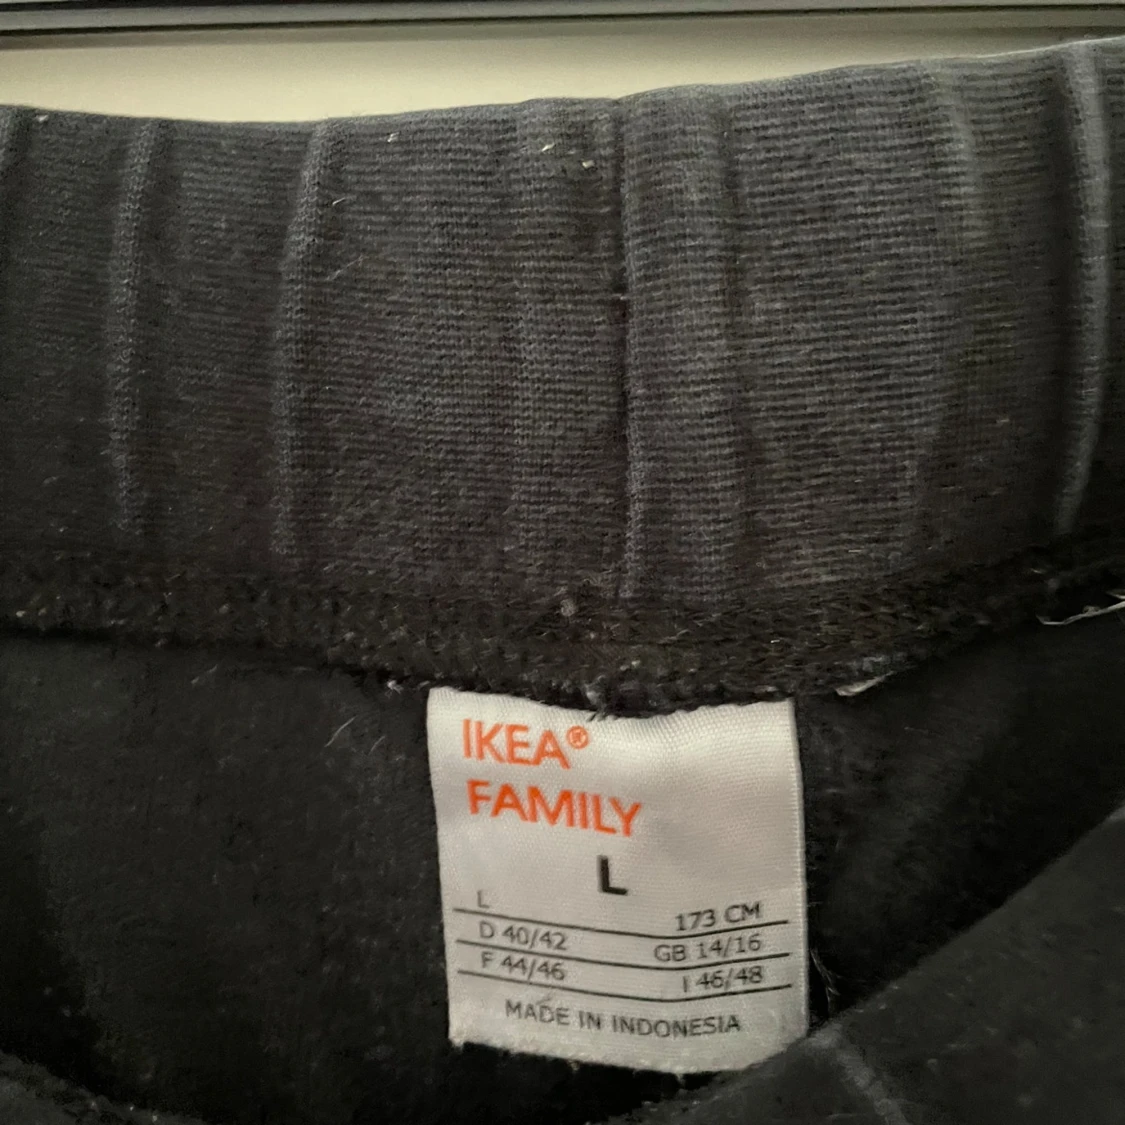 IKEA®
FAMILY
L
L 173 CM
D 40/42 GB 14/16
F 44/46 I 46/48
MADE IN INDONESIA